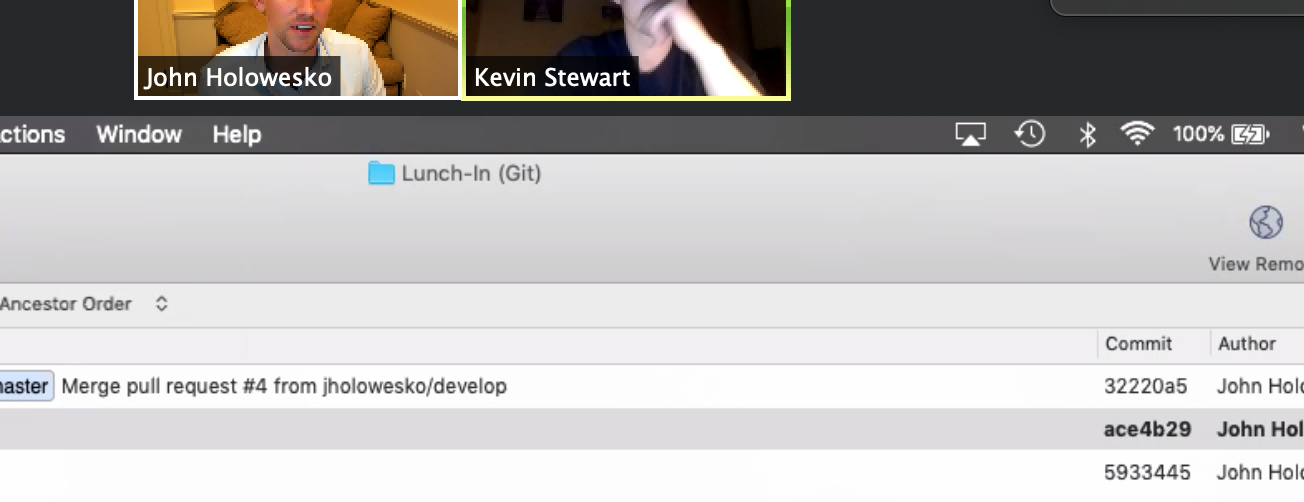 John Holowesko
Kevin Stewart
ctions Window Help 100%
Lunch-In (Git)
View Remo
Ancestor Order
Commit Author
naster Merge pull request #4 from jholowesko/develop 32220a5 John Holo
ace4b29 John Hol
5933445 John Holo